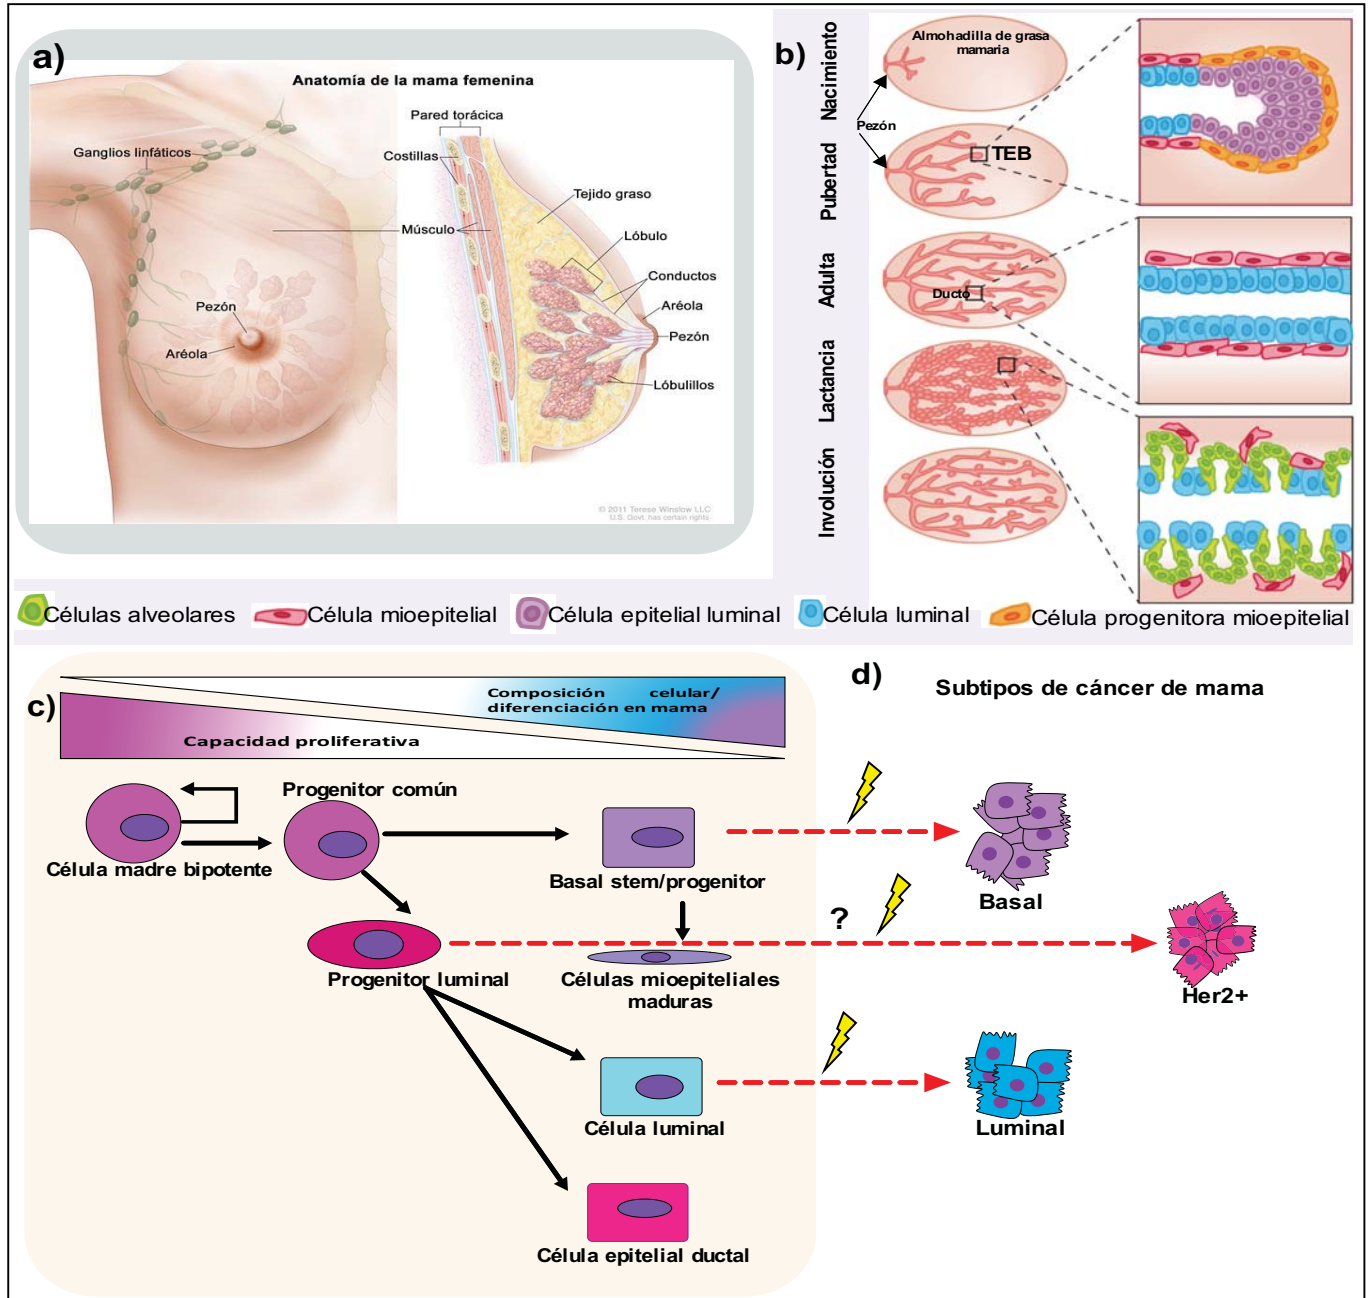 a)
Anatomía de la mama femenina
Pared torácica
Ganglios linfáticos
Costillas
Tejido graso
Músculo
Lóbulo
Conductos
Pezón
Aréola
Aréola
Pezón
Lóbulillos
© 2011 Terese Winslow LLC
U.S. Govt. has certain rights
b)
Nacimiento
Almohadilla de grasa
mamaria
Pezón
Pubertad
TEB
Adulta
Ducto
Lactancia
Involución
Células alveolares
Célula mioepitelial
Célula epitelial luminal
Célula luminal
Célula progenitora mioepitelial
c)
Composición celular/
diferenciación en mama
Capacidad proliferativa
Progenitor común
Célula madre bipotente
Basal stem/progenitor
Progenitor luminal
Células mioepiteliales
maduras
Célula luminal
Célula epitelial ductal
d)
Subtipos de cáncer de mama
Basal
?
Her2+
Luminal